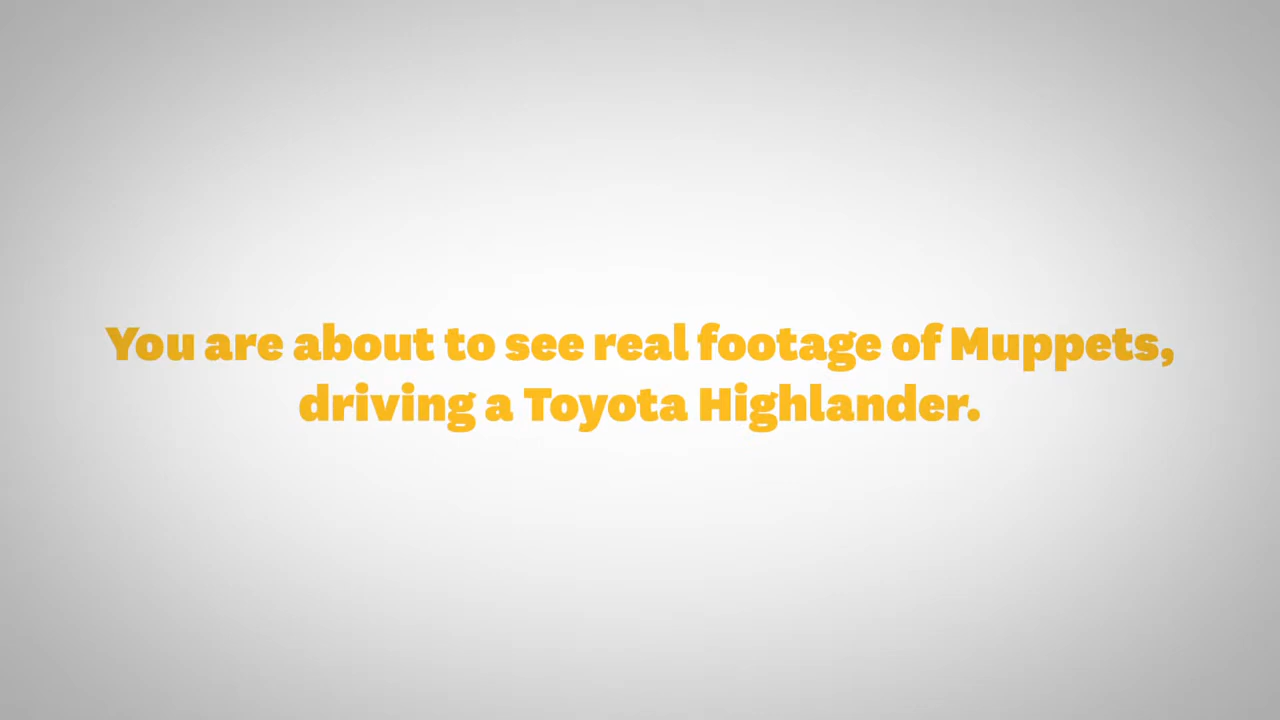 You are about to see real footage of Muppets,
driving a Toyota Highlander.